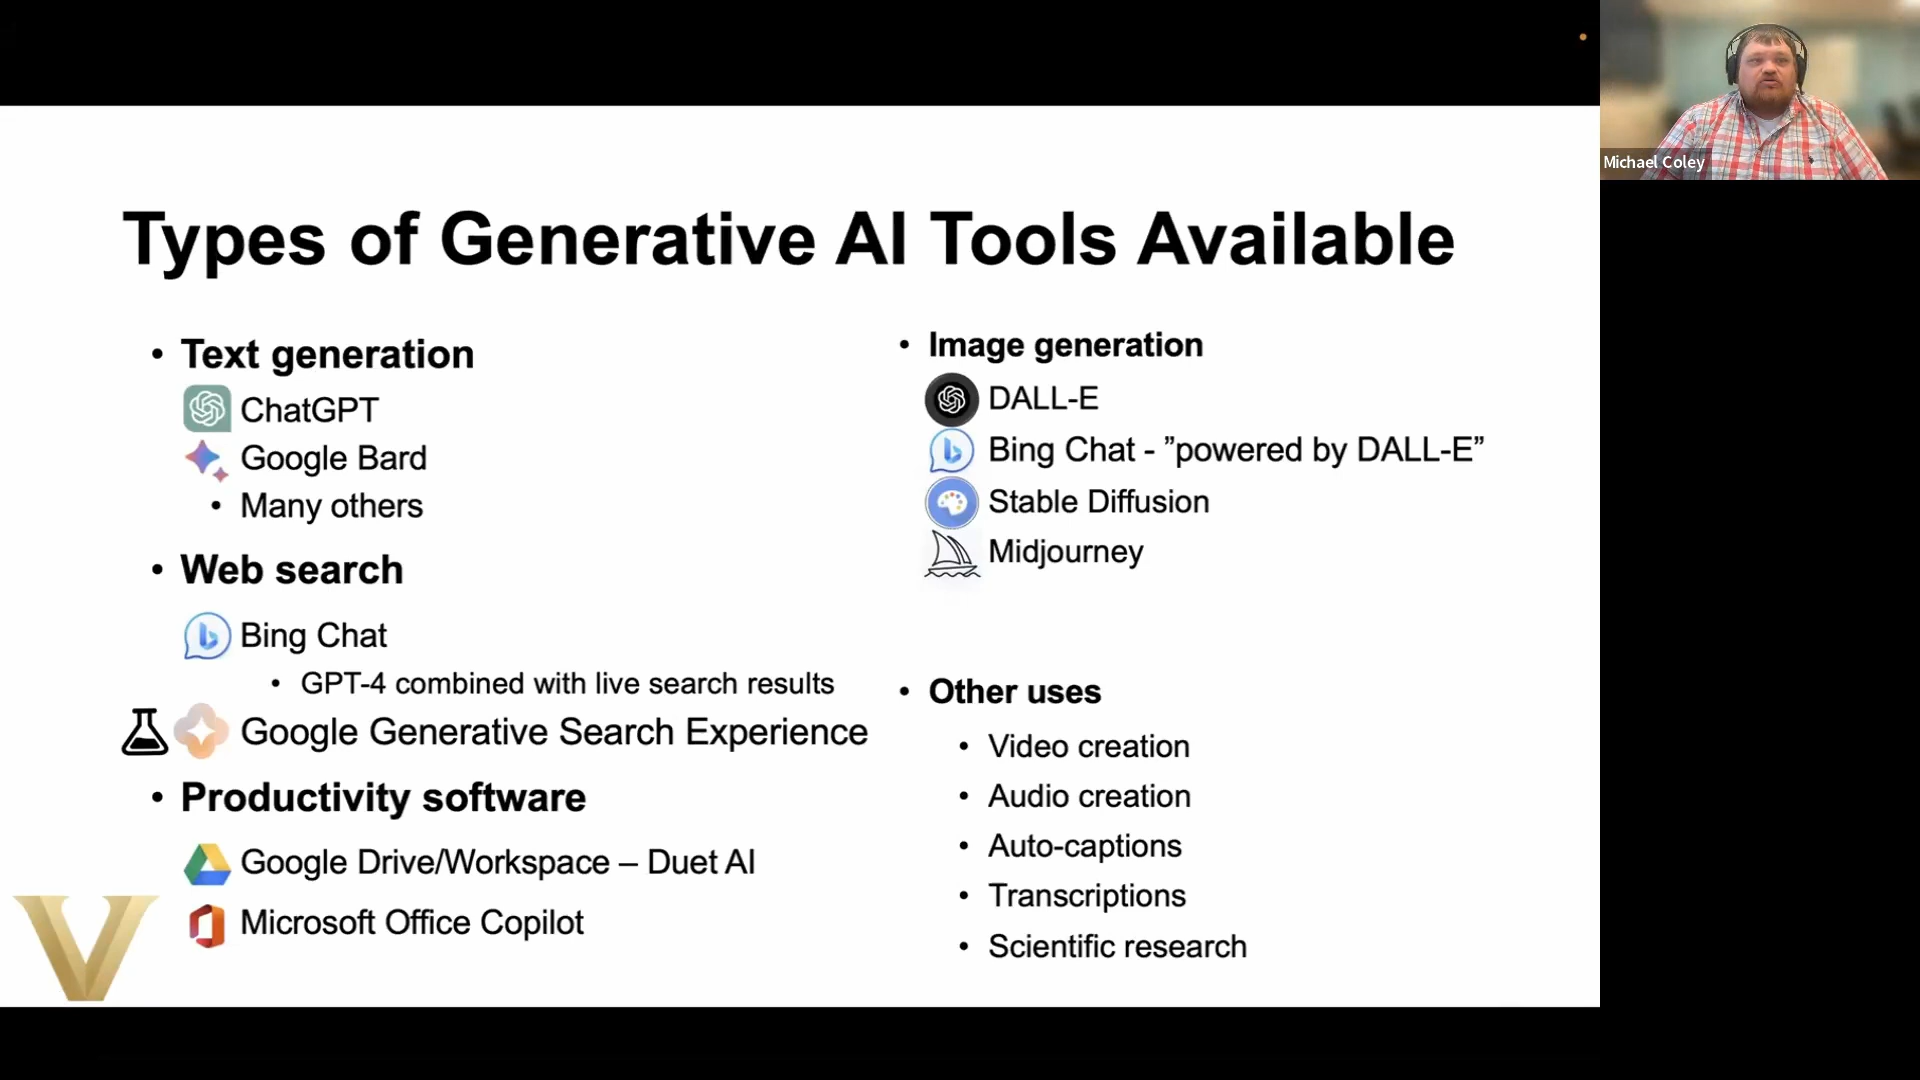 Types of Generative AI Tools Available
• Text generation
ChatGPT
Google Bard
• Many others
• Web search
Bing Chat
• GPT-4 combined with live search results
Google Generative Search Experience
• Productivity software
Google Drive/Workspace – Duet AI
Microsoft Office Copilot
• Image generation
DALL-E
Bing Chat - ”powered by DALL-E”
Stable Diffusion
Midjourney
• Other uses
• Video creation
• Audio creation
• Auto-captions
• Transcriptions
• Scientific research
V
Michael Coley